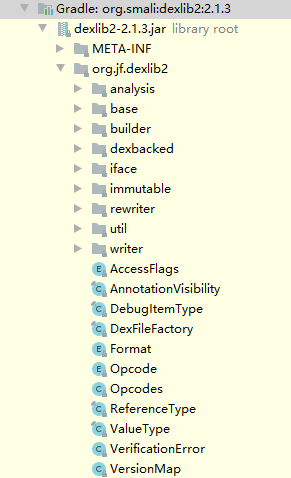 Gradle: org.smali:dexlib2:2.1.3
dexlib2-2.1.3.jar library root
META-INF
org.jf.dexlib2
analysis
base
builder
dexbacked
iface
immutable
rewriter
util
writer
E AccessFlags
C AnnotationVisibility
C DebugItemType
C DexFileFactory
E Format
E Opcode
C Opcodes
C ReferenceType
C ValueType
C VerificationError
C VersionMap